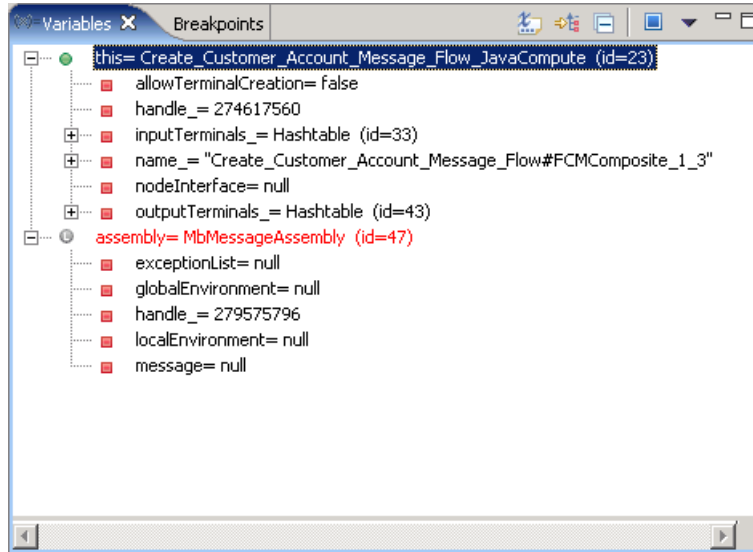 Variables Breakpoints
this= Create_Customer_Account_Message_Flow_JavaCompute (id=23)
allowTerminalCreation= false
handle_= 274617560
inputTerminals_= Hashtable (id=33)
name_= "Create_Customer_Account_Message_Flow#FCMComposite_1_3"
nodeInterface= null
outputTerminals_= Hashtable (id=43)
assembly= MbMessageAssembly (id=47)
exceptionList= null
globalEnvironment= null
handle_= 279575796
localEnvironment= null
message= null